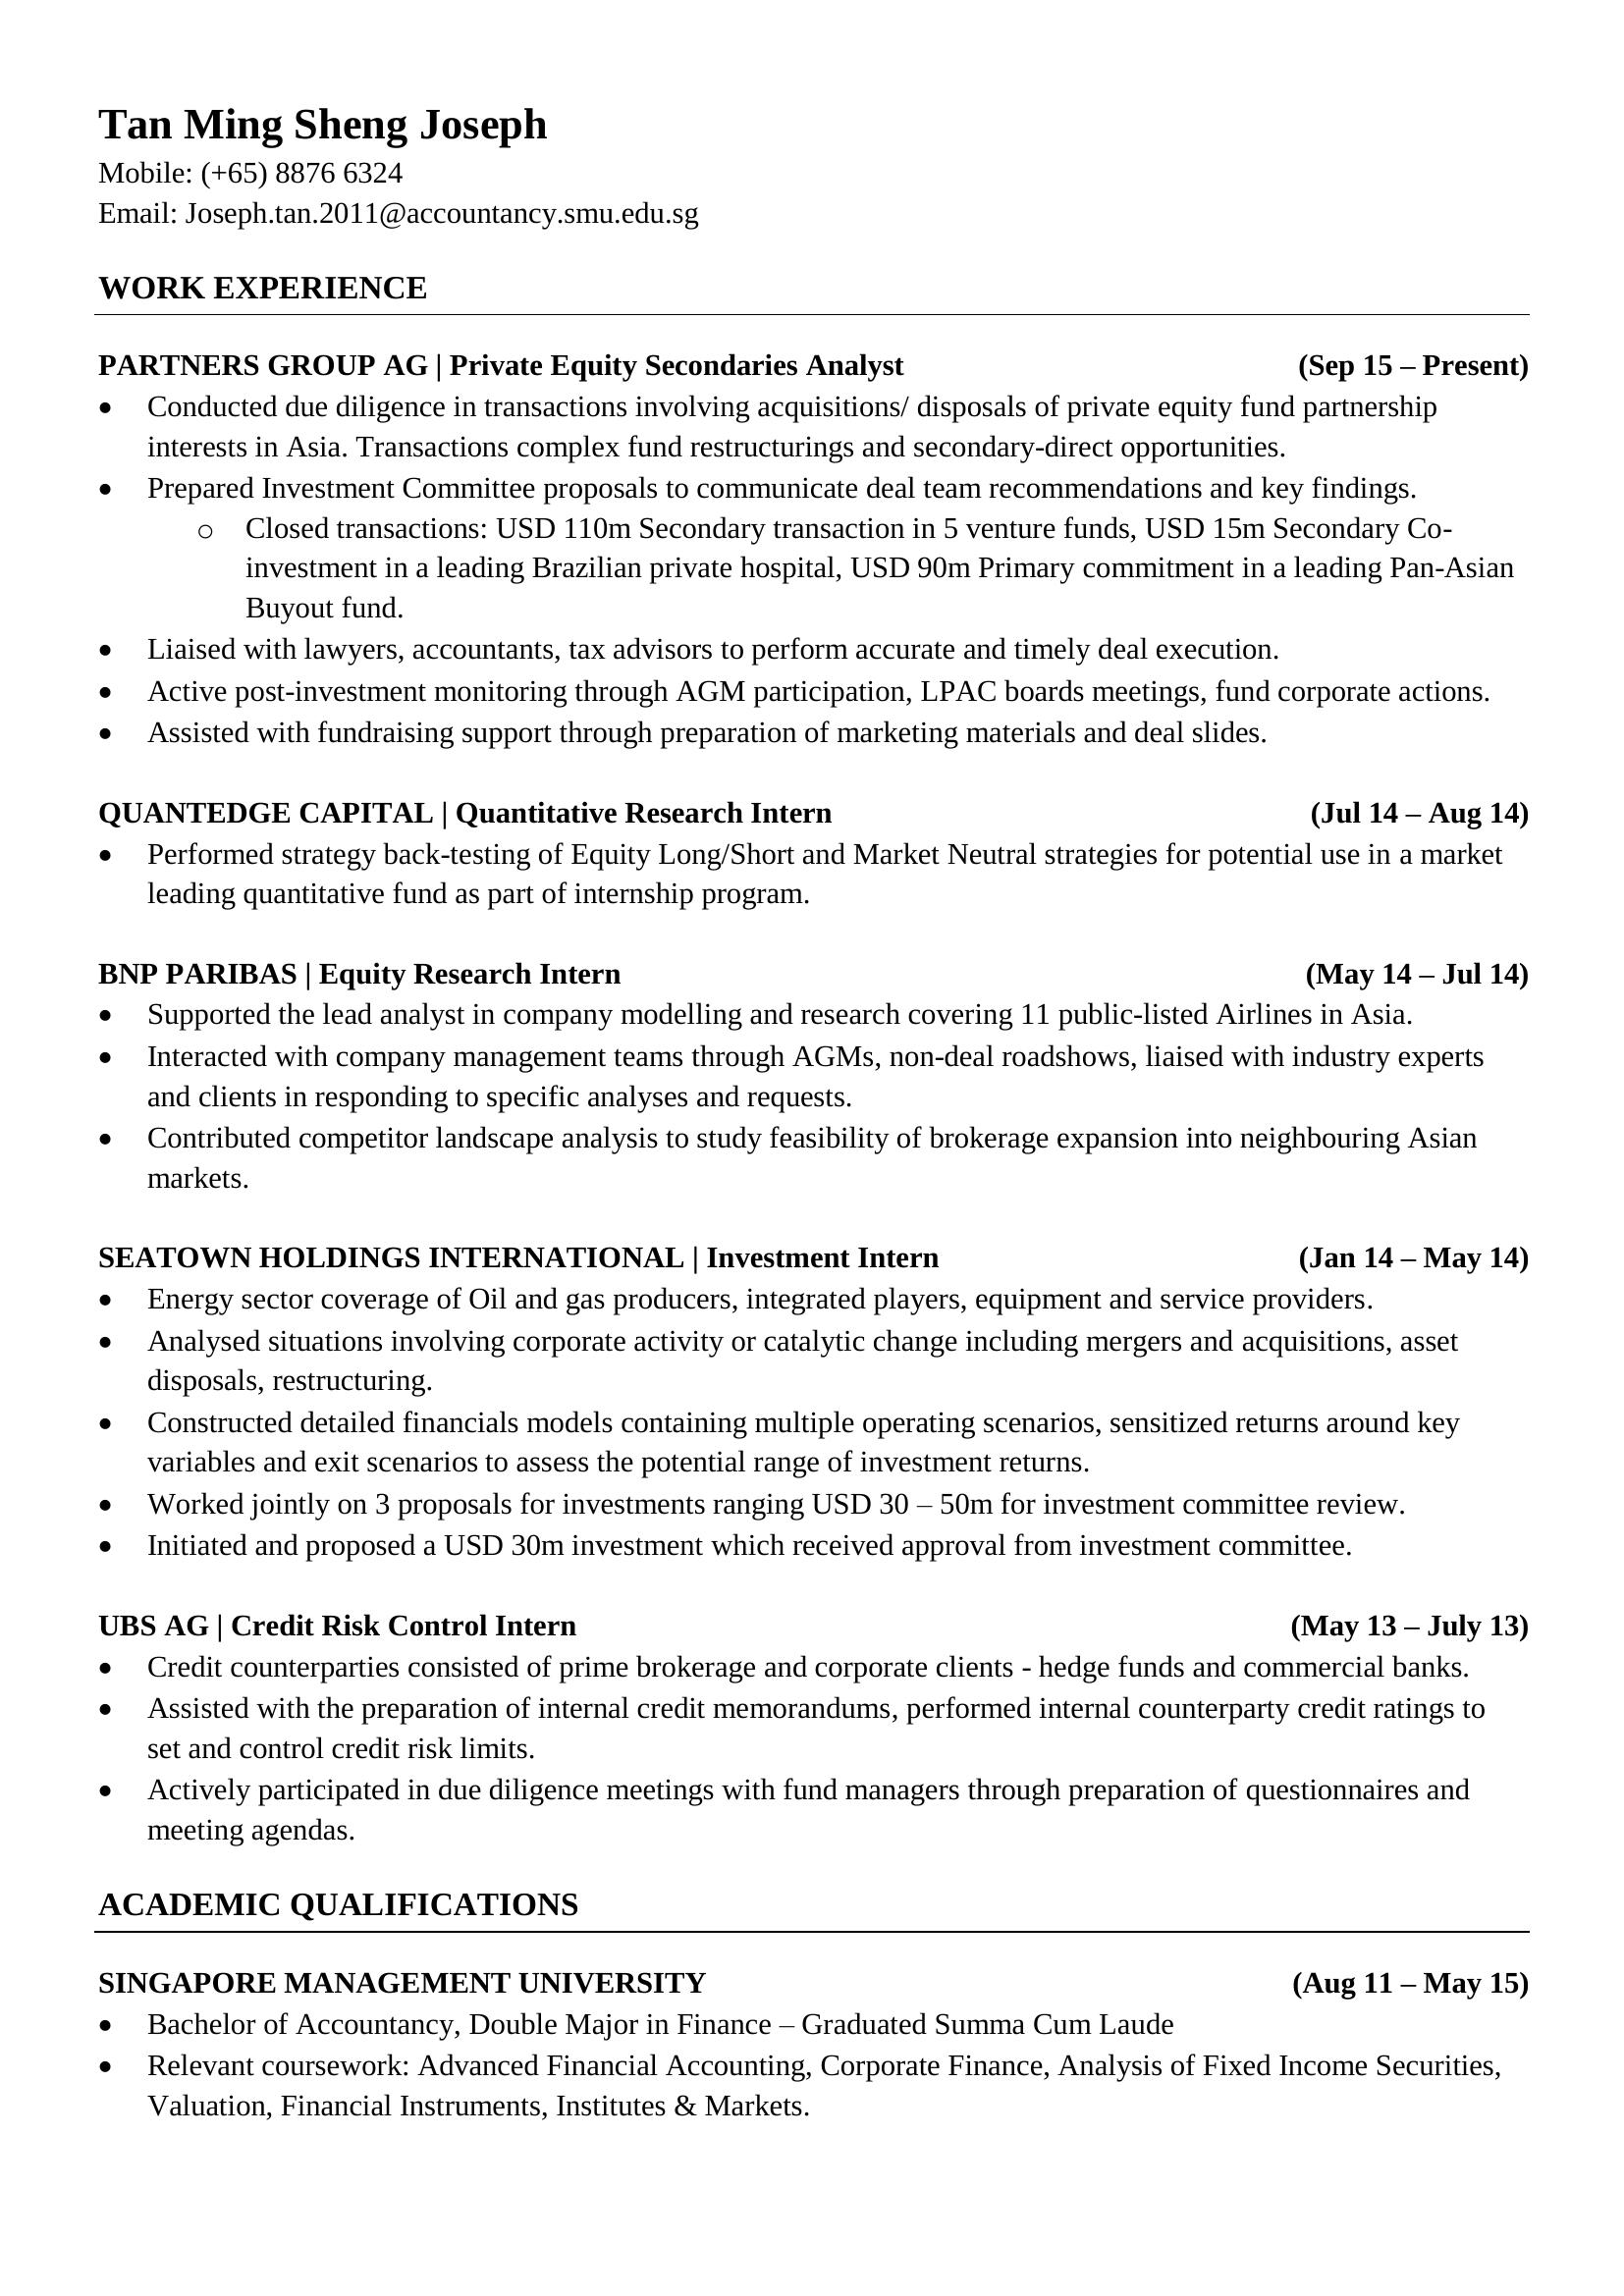 Tan Ming Sheng Joseph
Mobile: (+65) 8876 6324
Email: Joseph.tan.2011@accountancy.smu.edu.sg
WORK EXPERIENCE
PARTNERS GROUP AG | Private Equity Secondaries Analyst (Sep 15 – Present)
• Conducted due diligence in transactions involving acquisitions/ disposals of private equity fund partnership
interests in Asia. Transactions complex fund restructurings and secondary-direct opportunities.
• Prepared Investment Committee proposals to communicate deal team recommendations and key findings.
o Closed transactions: USD 110m Secondary transaction in 5 venture funds, USD 15m Secondary Co-
investment in a leading Brazilian private hospital, USD 90m Primary commitment in a leading Pan-Asian
Buyout fund.
• Liaised with lawyers, accountants, tax advisors to perform accurate and timely deal execution.
• Active post-investment monitoring through AGM participation, LPAC boards meetings, fund corporate actions.
• Assisted with fundraising support through preparation of marketing materials and deal slides.
QUANTEDGE CAPITAL | Quantitative Research Intern (Jul 14 – Aug 14)
• Performed strategy back-testing of Equity Long/Short and Market Neutral strategies for potential use in a market
leading quantitative fund as part of internship program.
BNP PARIBAS | Equity Research Intern (May 14 – Jul 14)
• Supported the lead analyst in company modelling and research covering 11 public-listed Airlines in Asia.
• Interacted with company management teams through AGMs, non-deal roadshows, liaised with industry experts
and clients in responding to specific analyses and requests.
• Contributed competitor landscape analysis to study feasibility of brokerage expansion into neighbouring Asian
markets.
SEATOWN HOLDINGS INTERNATIONAL | Investment Intern (Jan 14 – May 14)
• Energy sector coverage of Oil and gas producers, integrated players, equipment and service providers.
• Analysed situations involving corporate activity or catalytic change including mergers and acquisitions, asset
disposals, restructuring.
• Constructed detailed financials models containing multiple operating scenarios, sensitized returns around key
variables and exit scenarios to assess the potential range of investment returns.
• Worked jointly on 3 proposals for investments ranging USD 30 – 50m for investment committee review.
• Initiated and proposed a USD 30m investment which received approval from investment committee.
UBS AG | Credit Risk Control Intern (May 13 – July 13)
• Credit counterparties consisted of prime brokerage and corporate clients - hedge funds and commercial banks.
• Assisted with the preparation of internal credit memorandums, performed internal counterparty credit ratings to
set and control credit risk limits.
• Actively participated in due diligence meetings with fund managers through preparation of questionnaires and
meeting agendas.
ACADEMIC QUALIFICATIONS
SINGAPORE MANAGEMENT UNIVERSITY (Aug 11 – May 15)
• Bachelor of Accountancy, Double Major in Finance – Graduated Summa Cum Laude
• Relevant coursework: Advanced Financial Accounting, Corporate Finance, Analysis of Fixed Income Securities,
Valuation, Financial Instruments, Institutes & Markets.